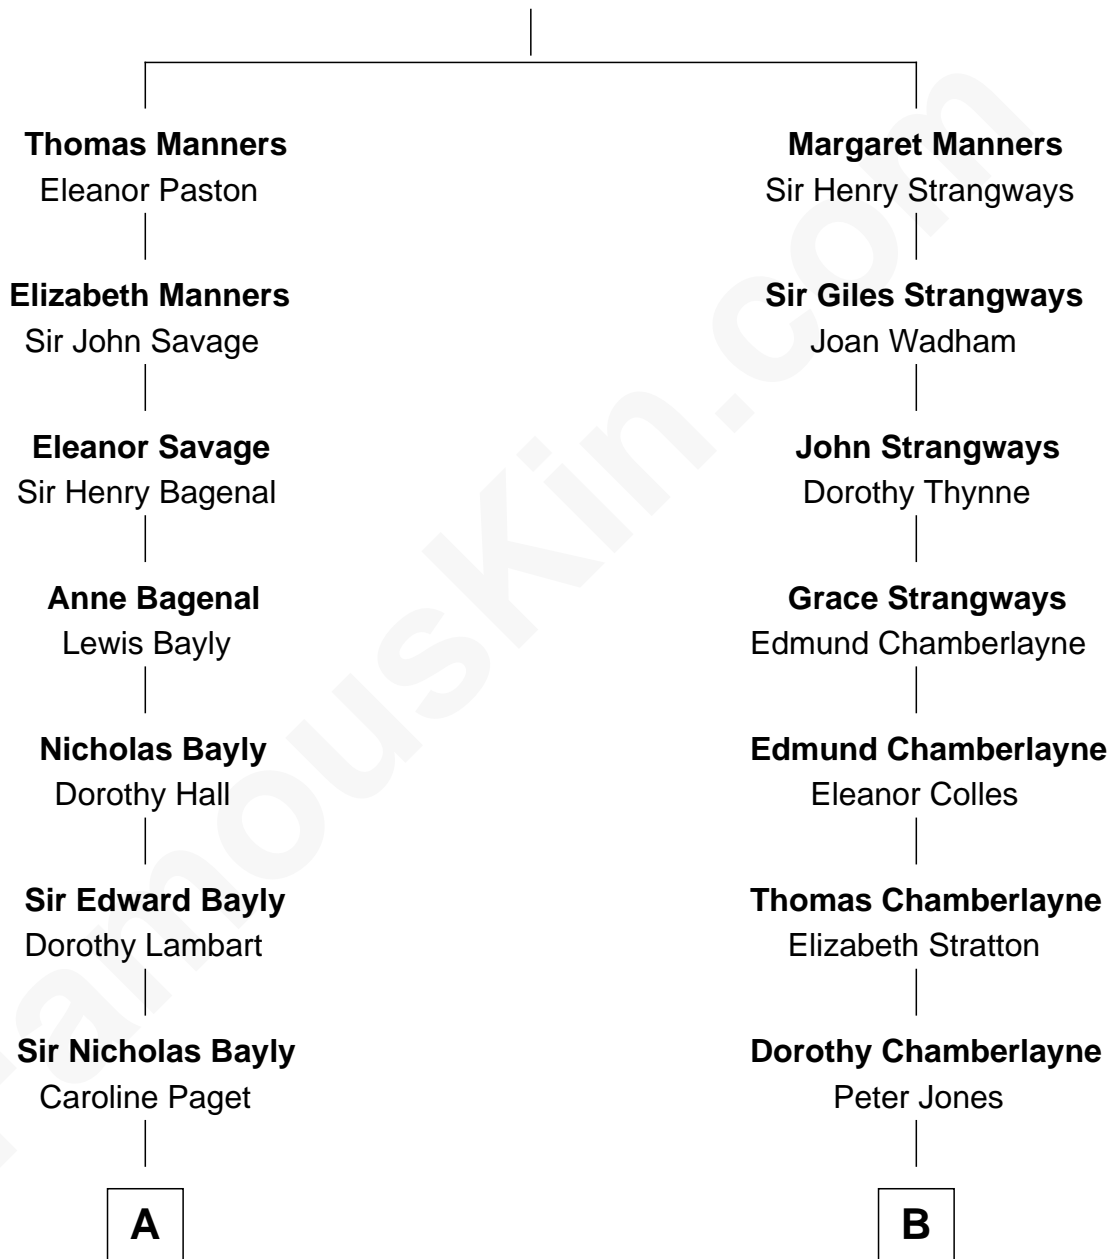 Thomas Manners
Eleanor Paston
Elizabeth Manners
Sir John Savage
Eleanor Savage
Sir Henry Bagenal
Anne Bagenal
Lewis Bayly
Nicholas Bayly
Dorothy Hall
Sir Edward Bayly
Dorothy Lambart
Sir Nicholas Bayly
Caroline Paget
A
Margaret Manners
Sir Henry Strangways
Sir Giles Strangways
Joan Wadham
John Strangways
Dorothy Thynne
Grace Strangways
Edmund Chamberlayne
Edmund Chamberlayne
Eleanor Colles
Thomas Chamberlayne
Elizabeth Stratton
Dorothy Chamberlayne
Peter Jones
B
FamousKin.com